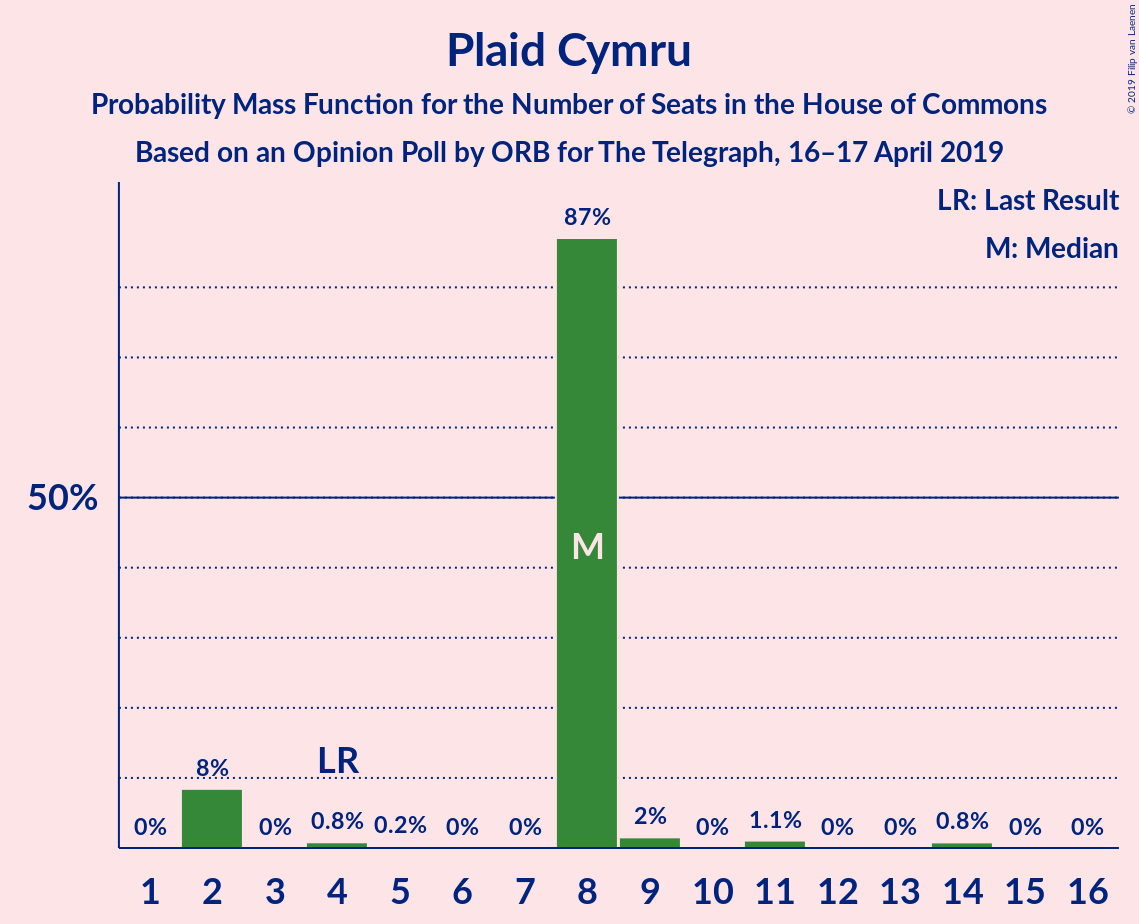 Plaid Cymru
Probability Mass Function for the Number of Seats in the House of Commons
Based on an Opinion Poll by ORB for The Telegraph, 16–17 April 2019
© 2019 Filip van Laenen
LR: Last Result
M: Median
87%
50%
M
8%
LR
0% 0% 0.8% 0.2% 0% 0% 2% 0% 1.1% 0% 0% 0.8% 0% 0%
1 2 3 4 5 6 7 8 9 10 11 12 13 14 15 16